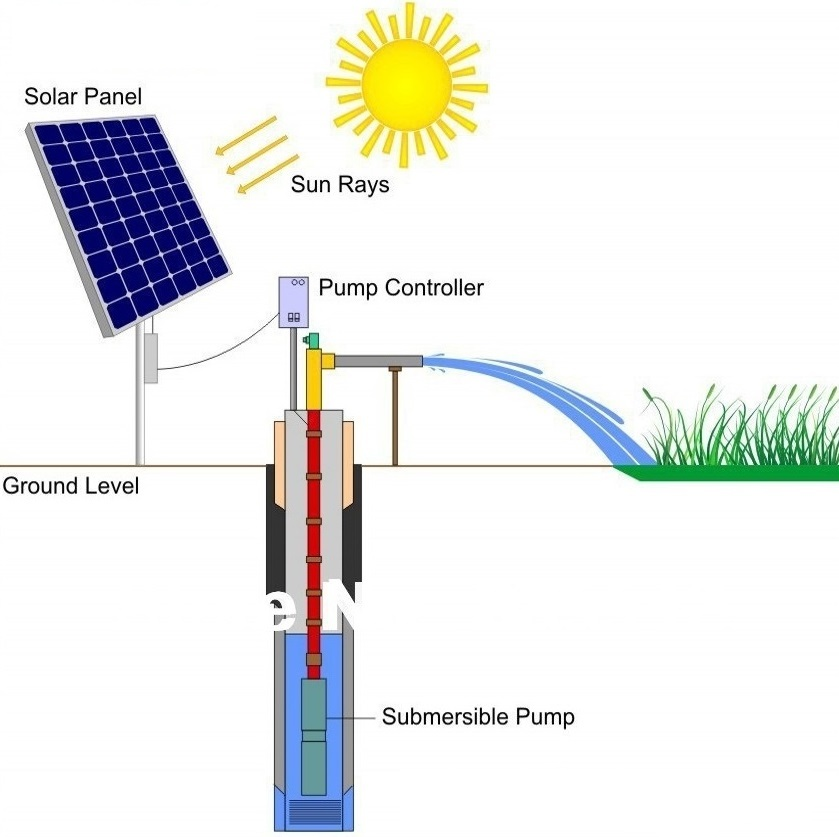 Solar Panel
Sun Rays
Pump Controller
Ground Level
e N
Submersible Pump